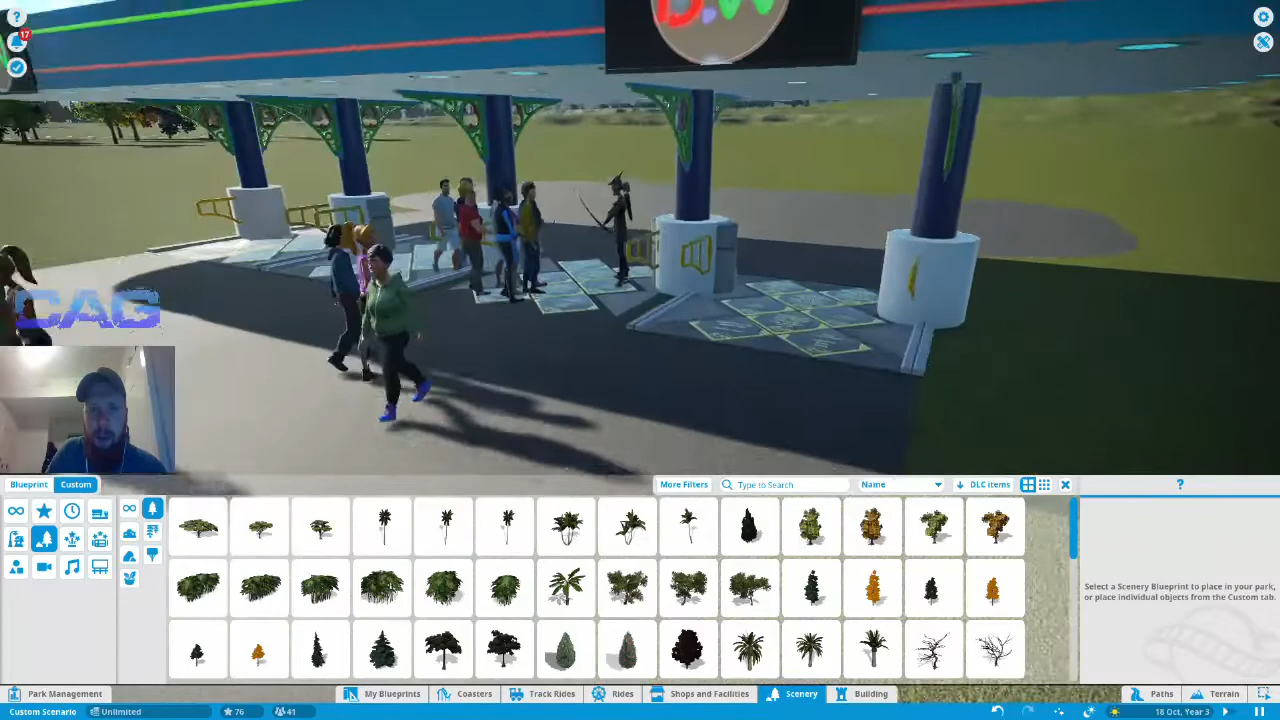 17
D.W
CAG
Blueprint
Custom
More Filters
Type to Search
Name
DLC items
?
Select a Scenery Blueprint to place in your park,
or place individual objects from the Custom tab.
Park Management
My Blueprints
Coasters
Track Rides
Rides
Shops and Facilities
Scenery
Building
Paths
Terrain
Custom Scenario
Unlimited
76
41
18 Oct, Year 3